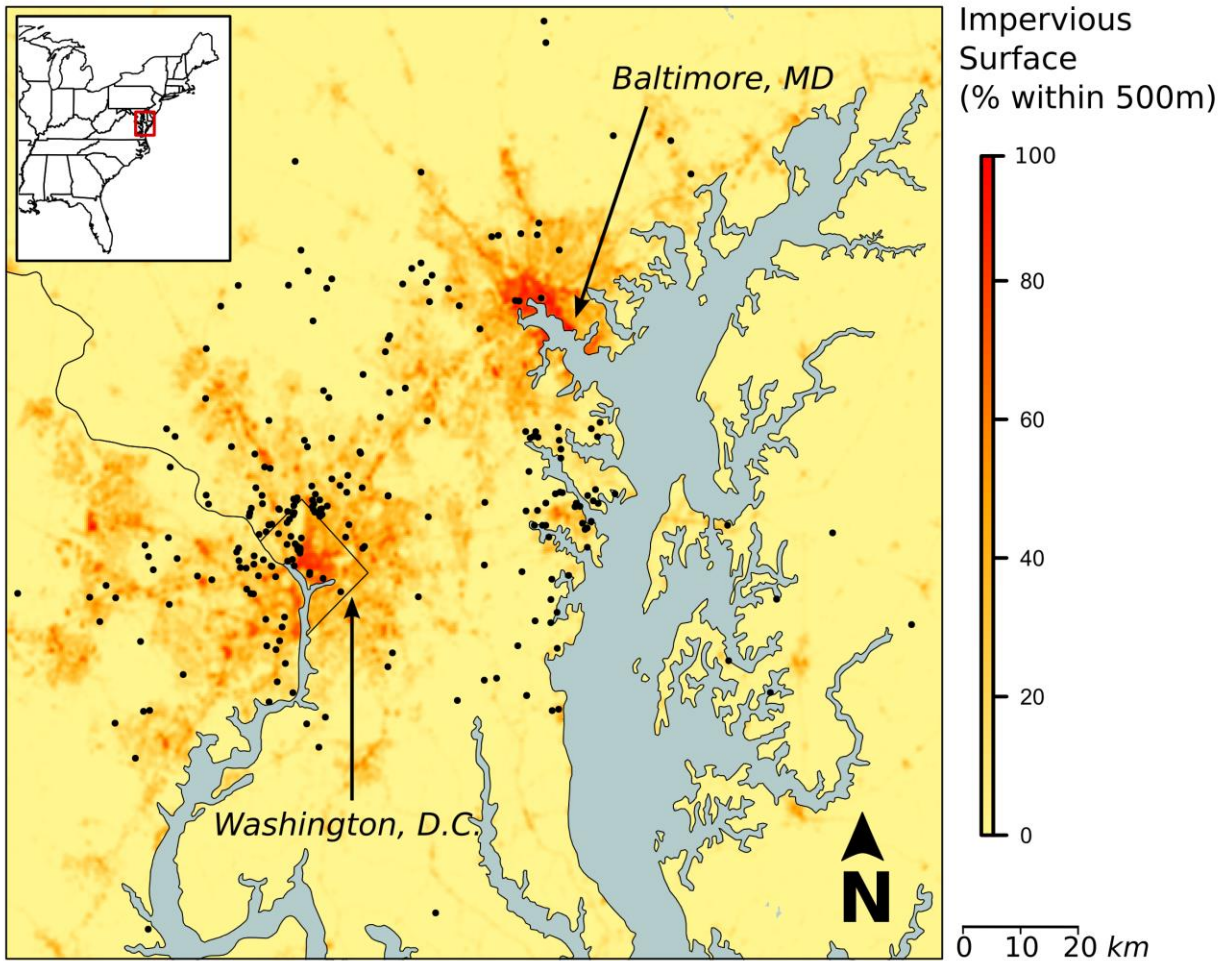 Impervious
Surface
(% within 500m)
Baltimore, MD
100
80
60
40
20
0
Washington, D.C.
N
0 10 20 km